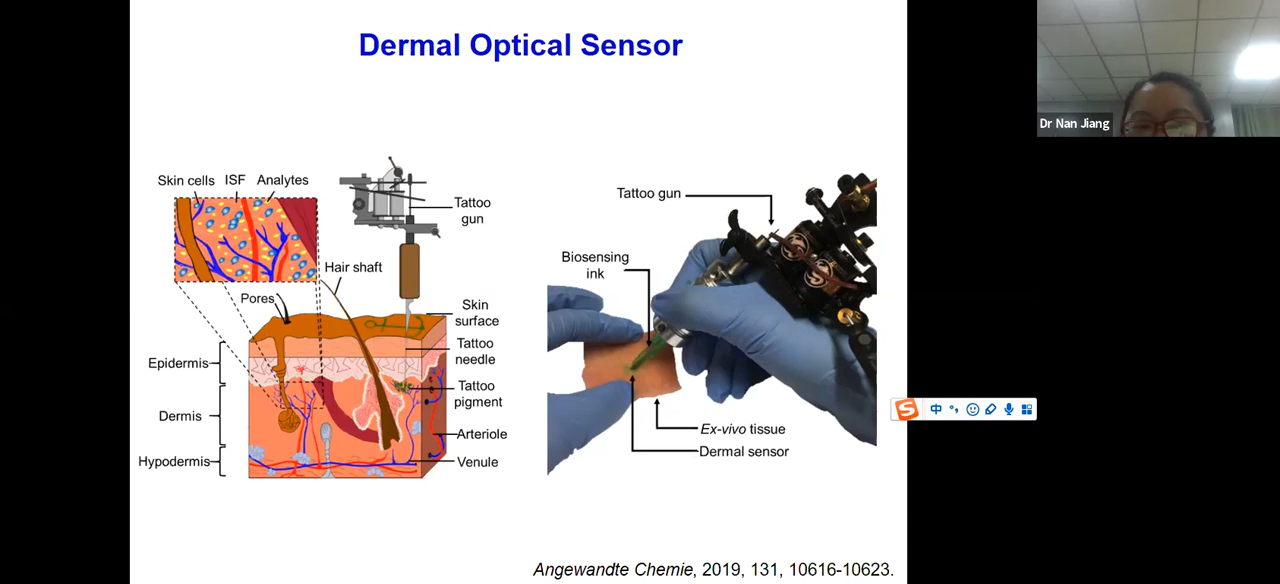 Dermal Optical Sensor
Dr Nan Jiang
Skin cells
ISF
Analytes
Tattoo
gun
Hair shaft
Pores
Skin
surface
Tattoo
needle
Epidermis
Tattoo
pigment
Dermis
Arteriole
Hypodermis
Venule
Tattoo gun
Biosensing
ink
Ex-vivo tissue
Dermal sensor
S 中 °,
Angewandte Chemie, 2019, 131, 10616-10623.